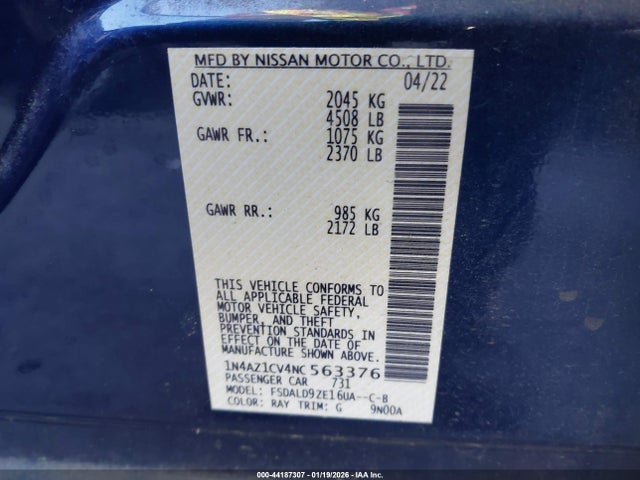 MFD BY NISSAN MOTOR CO., LTD.
DATE: 04/22
GVWR: 2045 KG
4508 LB
GAWR FR.: 1075 KG
2370 LB
GAWR RR.: 985 KG
2172 LB
THIS VEHICLE CONFORMS TO
ALL APPLICABLE FEDERAL
MOTOR VEHICLE SAFETY,
BUMPER, AND THEFT
PREVENTION STANDARDS IN
EFFECT ON THE DATE OF
MANUFACTURE SHOWN ABOVE.
1N4AZ1CV4NC563376
PASSENGER CAR 731
MODEL: FSDALD9ZE16UA--C-B
COLOR: RAY TRIM: G 9N00A
000-44187307 - 01/19/2026 - IAA Inc.